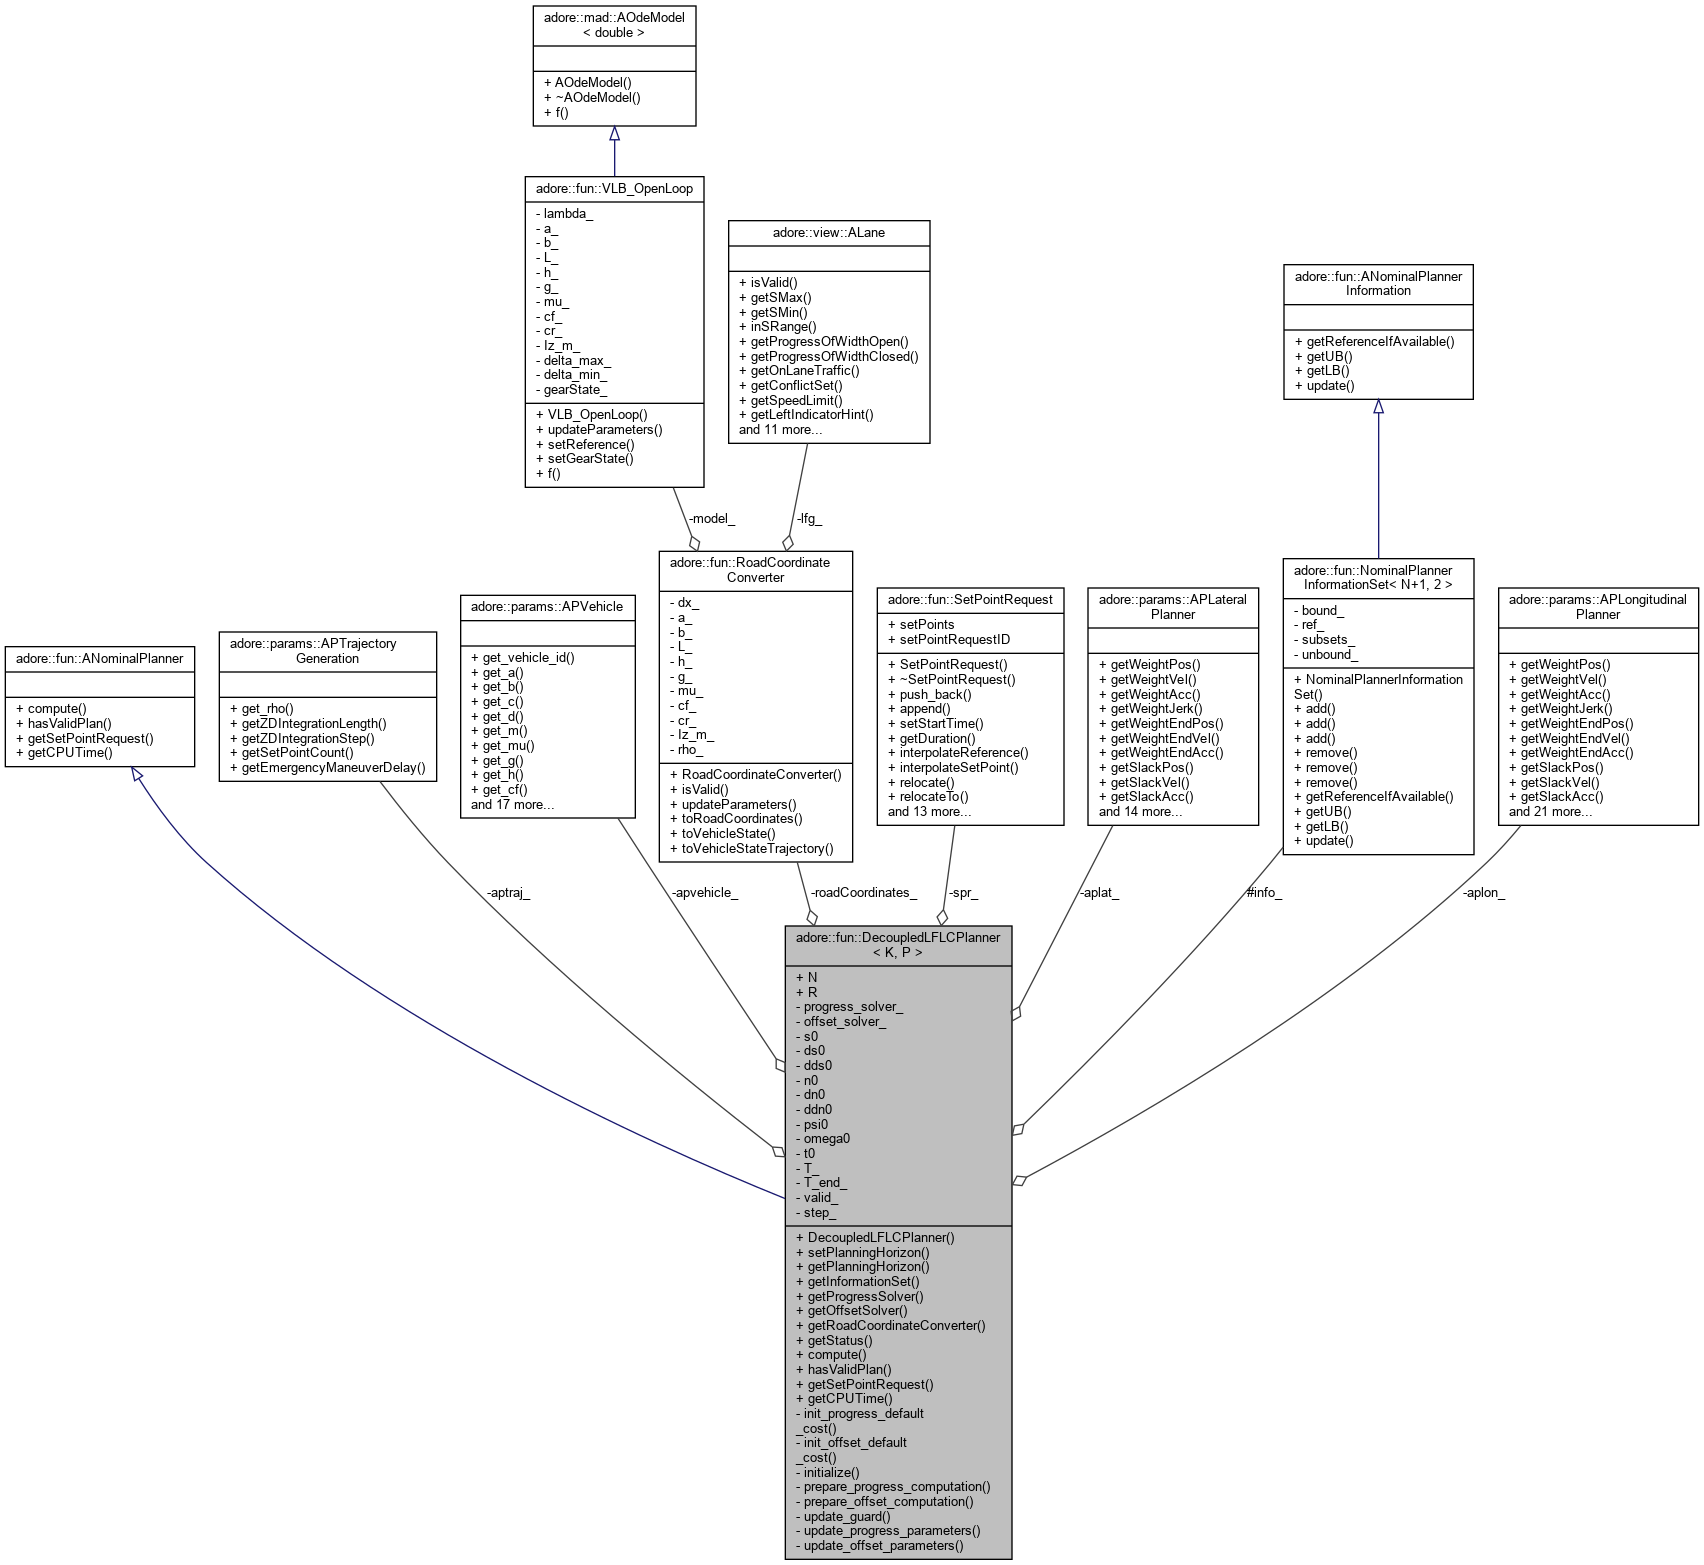 adore::mad::AOdeModel
< double >
+ AOdeModel()
+ ~AOdeModel()
+ f()
adore::fun::VLB_OpenLoop
- lambda_
- a_
- b_
- L_
- h_
- g_
- mu_
- cf_
- cr_
- Iz_m_
- delta_max_
- delta_min_
- gearState_
+ VLB_OpenLoop()
+ updateParameters()
+ setReference()
+ setGearState()
+ f()
adore::view::ALane
+ isValid()
+ getSMax()
+ getSMin()
+ inSRange()
+ getProgressOfWidthOpen()
+ getProgressOfWidthClosed()
+ getOnLaneTraffic()
+ getConflictSet()
+ getSpeedLimit()
+ getLeftIndicatorHint()
and 11 more...
adore::fun::ANominalPlanner
Information
+ getReferenceIfAvailable()
+ getUB()
+ getLB()
+ update()
-model_
-lfg_
adore::fun::ANominalPlanner
+ compute()
+ hasValidPlan()
+ getSetPointRequest()
+ getCPUTime()
adore::params::APTrajectory
Generation
+ get_rho()
+ getZDIntegrationLength()
+ getZDIntegrationStep()
+ getSetPointCount()
+ getEmergencyManeuverDelay()
adore::params::APVehicle
+ get_vehicle_id()
+ get_a()
+ get_b()
+ get_c()
+ get_d()
+ get_m()
+ get_mu()
+ get_g()
+ get_h()
+ get_cf()
and 17 more...
adore::fun::RoadCoordinate
Converter
- dx_
- a_
- b_
- L_
- h_
- g_
- mu_
- cf_
- cr_
- Iz_m_
- rho_
+ RoadCoordinateConverter()
+ isValid()
+ updateParameters()
+ toRoadCoordinates()
+ toVehicleState()
+ toVehicleStateTrajectory()
adore::fun::SetPointRequest
+ setPoints
+ setPointRequestID
+ SetPointRequest()
+ ~SetPointRequest()
+ push_back()
+ append()
+ setStartTime()
+ getDuration()
+ interpolateReference()
+ interpolateSetPoint()
+ relocate()
+ relocateTo()
and 13 more...
adore::params::APLateral
Planner
+ getWeightPos()
+ getWeightVel()
+ getWeightAcc()
+ getWeightJerk()
+ getWeightEndPos()
+ getWeightEndVel()
+ getWeightEndAcc()
+ getSlackPos()
+ getSlackVel()
+ getSlackAcc()
and 14 more...
adore::fun::NominalPlanner
InformationSet< N+1, 2 >
- bound_
- ref_
- subsets_
- unbound_
+ NominalPlannerInformation
Set()
+ add()
+ add()
+ add()
+ remove()
+ remove()
+ remove()
+ getReferenceIfAvailable()
+ getUB()
+ getLB()
+ update()
adore::params::APLongitudinal
Planner
+ getWeightPos()
+ getWeightVel()
+ getWeightAcc()
+ getWeightJerk()
+ getWeightEndPos()
+ getWeightEndVel()
+ getWeightEndAcc()
+ getSlackPos()
+ getSlackVel()
+ getSlackAcc()
and 21 more...
-aptraj_
-apvehicle_
-roadCoordinates_
-spr_
-aplat_
#info_
-aplon_
adore::fun::DecoupledLFLCPlanner
< K, P >
+ N
+ R
- progress_solver_
- offset_solver_
- s0
- ds0
- dds0
- n0
- dn0
- ddn0
- psi0
- omega0
- t0
- T_
- T_end_
- valid_
- step_
+ DecoupledLFLCPlanner()
+ setPlanningHorizon()
+ getPlanningHorizon()
+ getInformationSet()
+ getProgressSolver()
+ getOffsetSolver()
+ getRoadCoordinateConverter()
+ getStatus()
+ compute()
+ hasValidPlan()
+ getSetPointRequest()
+ getCPUTime()
- init_progress_default
_cost()
- init_offset_default
_cost()
- initialize()
- prepare_progress_computation()
- prepare_offset_computation()
- update_guard()
- update_progress_parameters()
- update_offset_parameters()